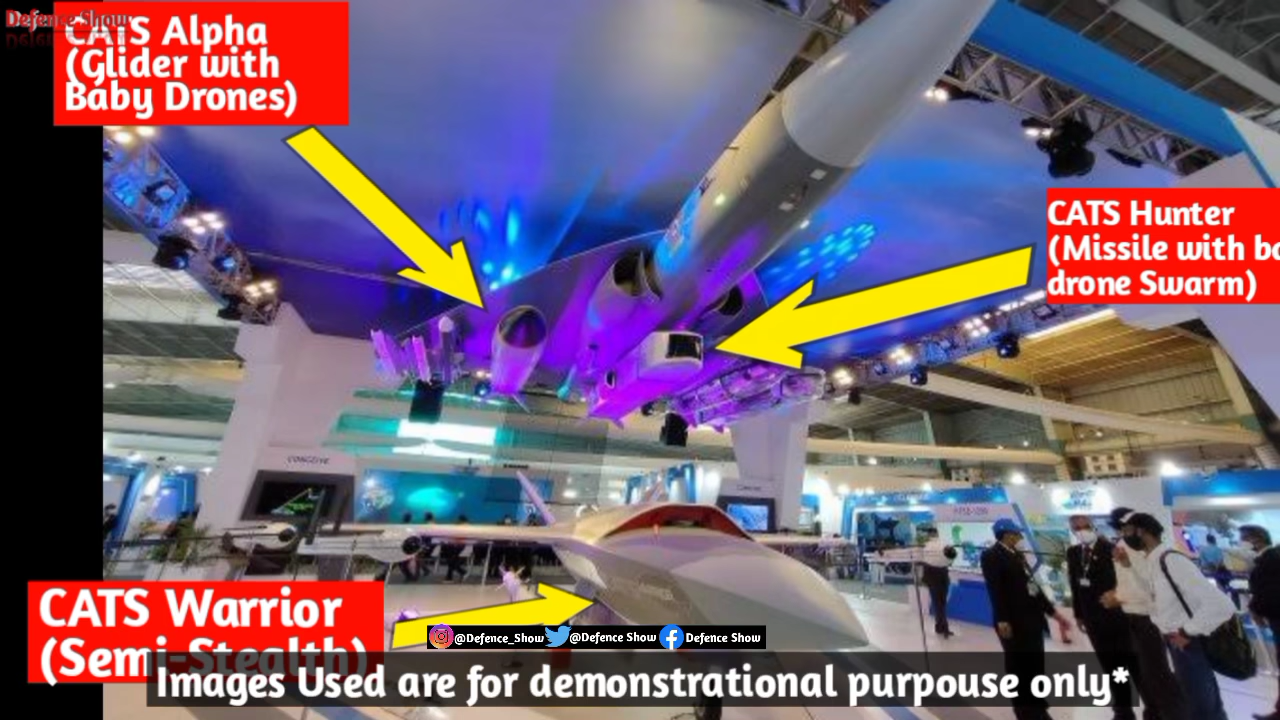 Defence Show
CATS Alpha
(Glider with
Baby Drones)
CATS Hunter
(Missile with
drone Swarm)
CONCEIVE
CATS Warrior
(Semi-Stealth)
@Defence_Show @Defence Show Defence Show
Images Used are for demonstrational purpouse only*